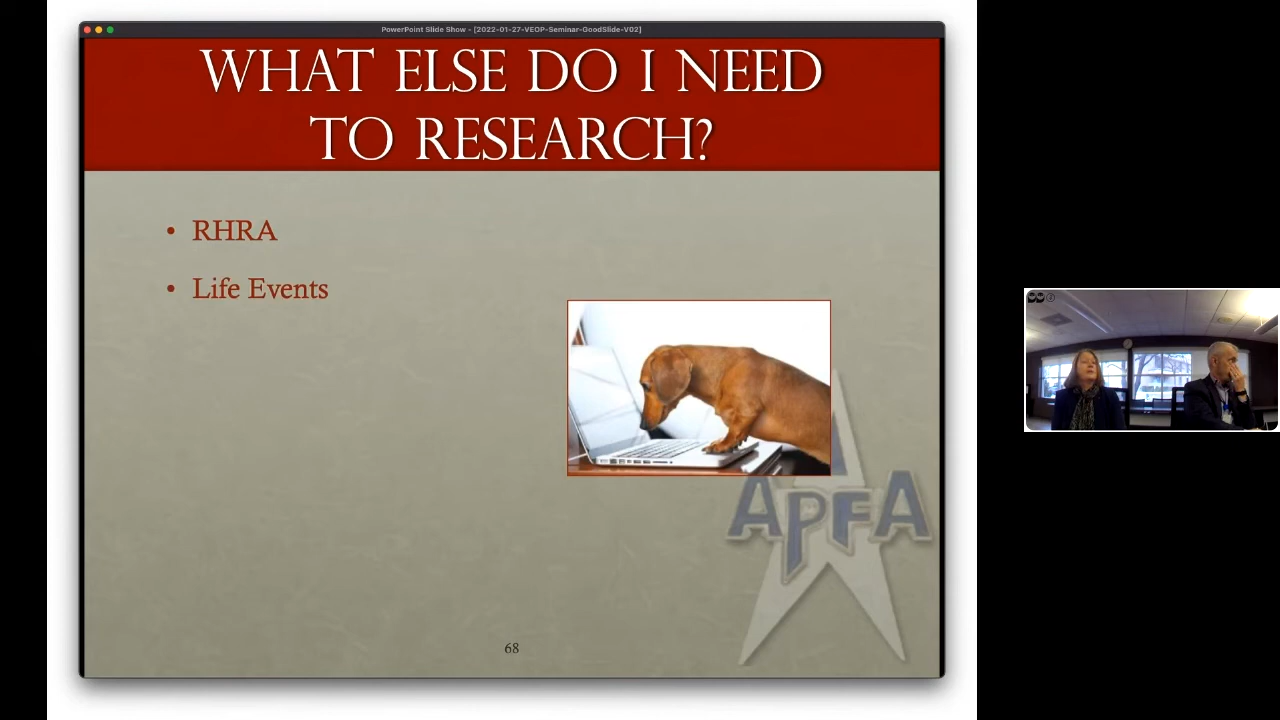 PowerPoint Slide Show - [2022-01-27-VEOP-Seminar-GoodSlide-V02]
WHAT ELSE DO I NEED
TO RESEARCH?
• RHRA
• Life Events
APFA
68